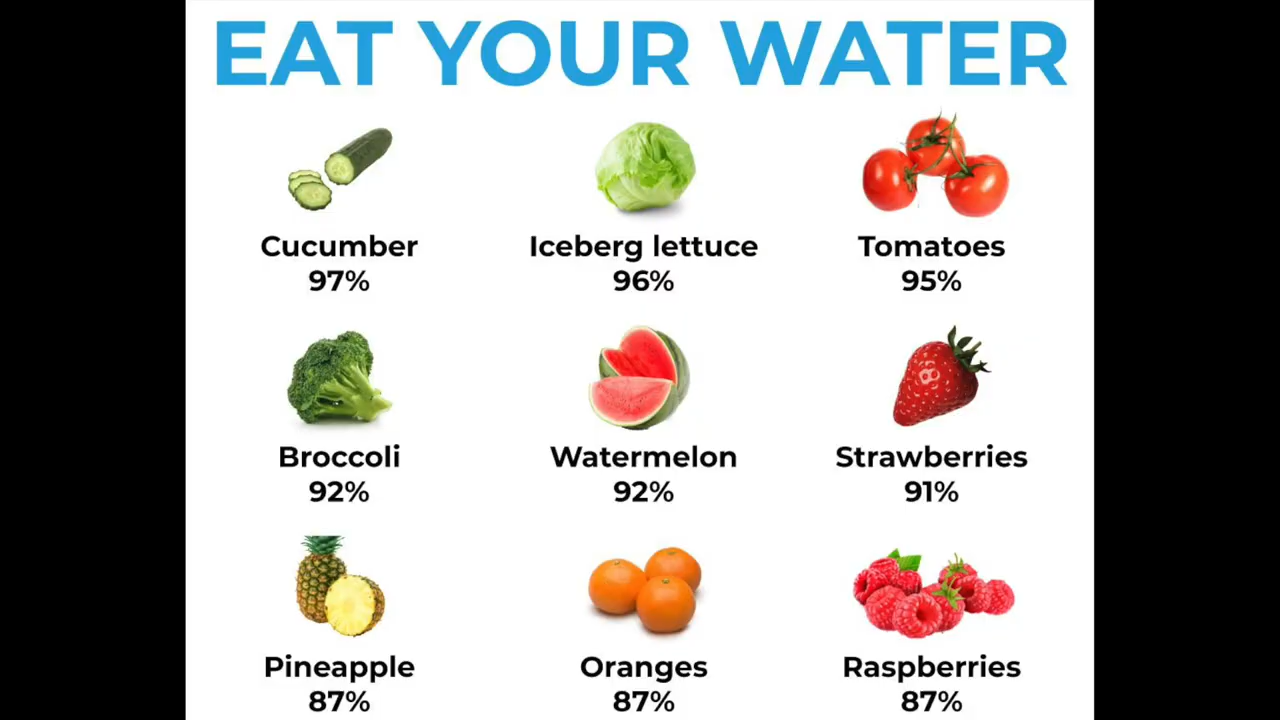 EAT YOUR WATER
Cucumber
97%
Iceberg lettuce
96%
Tomatoes
95%
Broccoli
92%
Watermelon
92%
Strawberries
91%
Pineapple
87%
Oranges
87%
Raspberries
87%